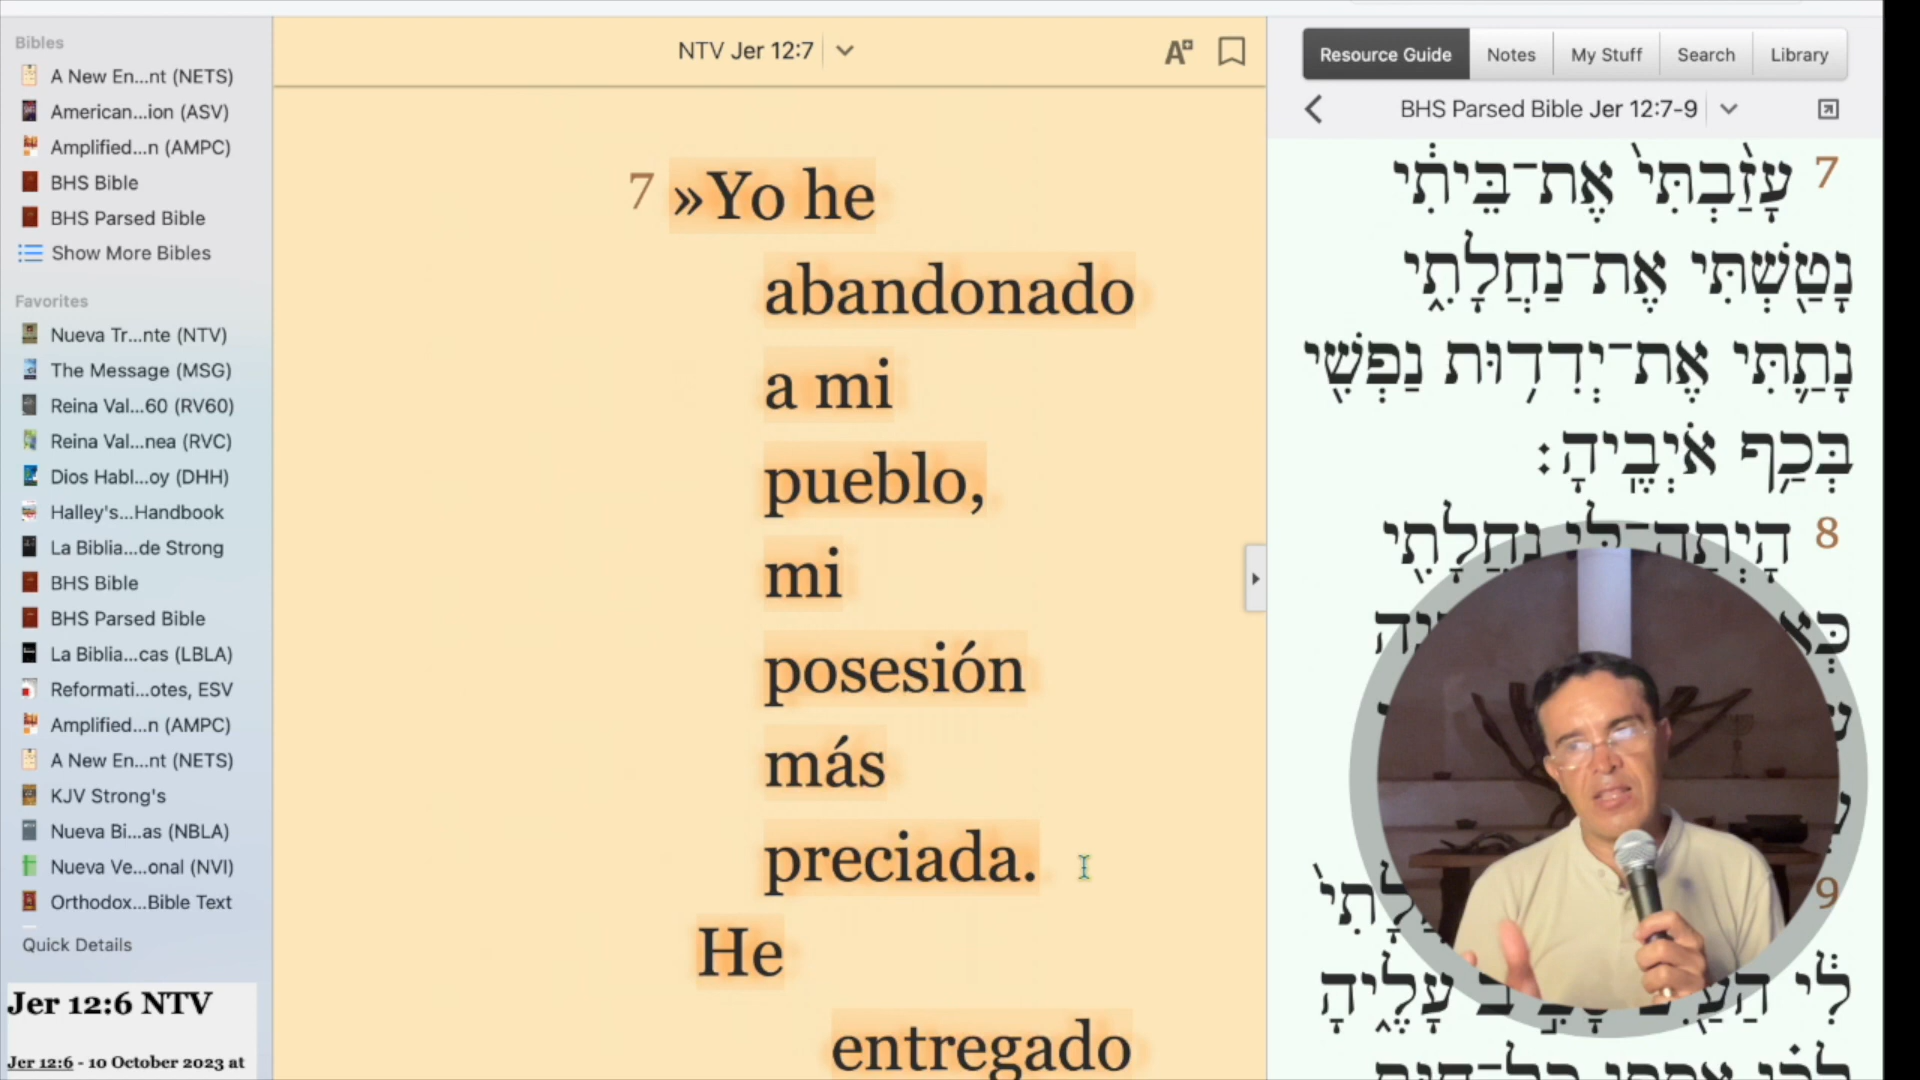 Bibles
A New En...nt (NETS)
American...ion (ASV)
Amplified...n (AMPC)
BHS Bible
BHS Parsed Bible
Show More Bibles
Favorites
Nueva Tr...nte (NTV)
The Message (MSG)
Reina Val...60 (RV60)
Reina Val...nea (RVC)
Dios Habl...oy (DHH)
Halley's...Handbook
La Biblia...de Strong
BHS Bible
BHS Parsed Bible
La Biblia...cas (LBLA)
Reformati...otes, ESV
Amplified...n (AMPC)
A New En...nt (NETS)
KJV Strong's
Nueva Bi...as (NBLA)
Nueva Ve...onal (NVI)
Orthodox...Bible Text
Quick Details
Jer 12:6 NTV
Jer 12:6 - 10 October 2023 at
NTV Jer 12:7
7 »Yo he
abandonado
a mi
pueblo,
mi
posesión
más
preciada.
He
entregado
Resource Guide
Notes
My Stuff
Search
Library
BHS Parsed Bible Jer 12:7-9
7 עָזַ֙בְתִּי֙ אֶת־בֵּיתִ֔י
נָטַ֖שְׁתִּי אֶת־נַחֲלָתִ֑י
נָתַ֛תִּי אֶת־יְדִד֥וּת נַפְשִׁ֖י
בְּכַ֥ף אֹיְבֶֽיהָ׃
8 הָיְתָה־לִּ֥י נַחֲלָתִ֖י
9
לִ֔י
עָלֶ֑יהָ